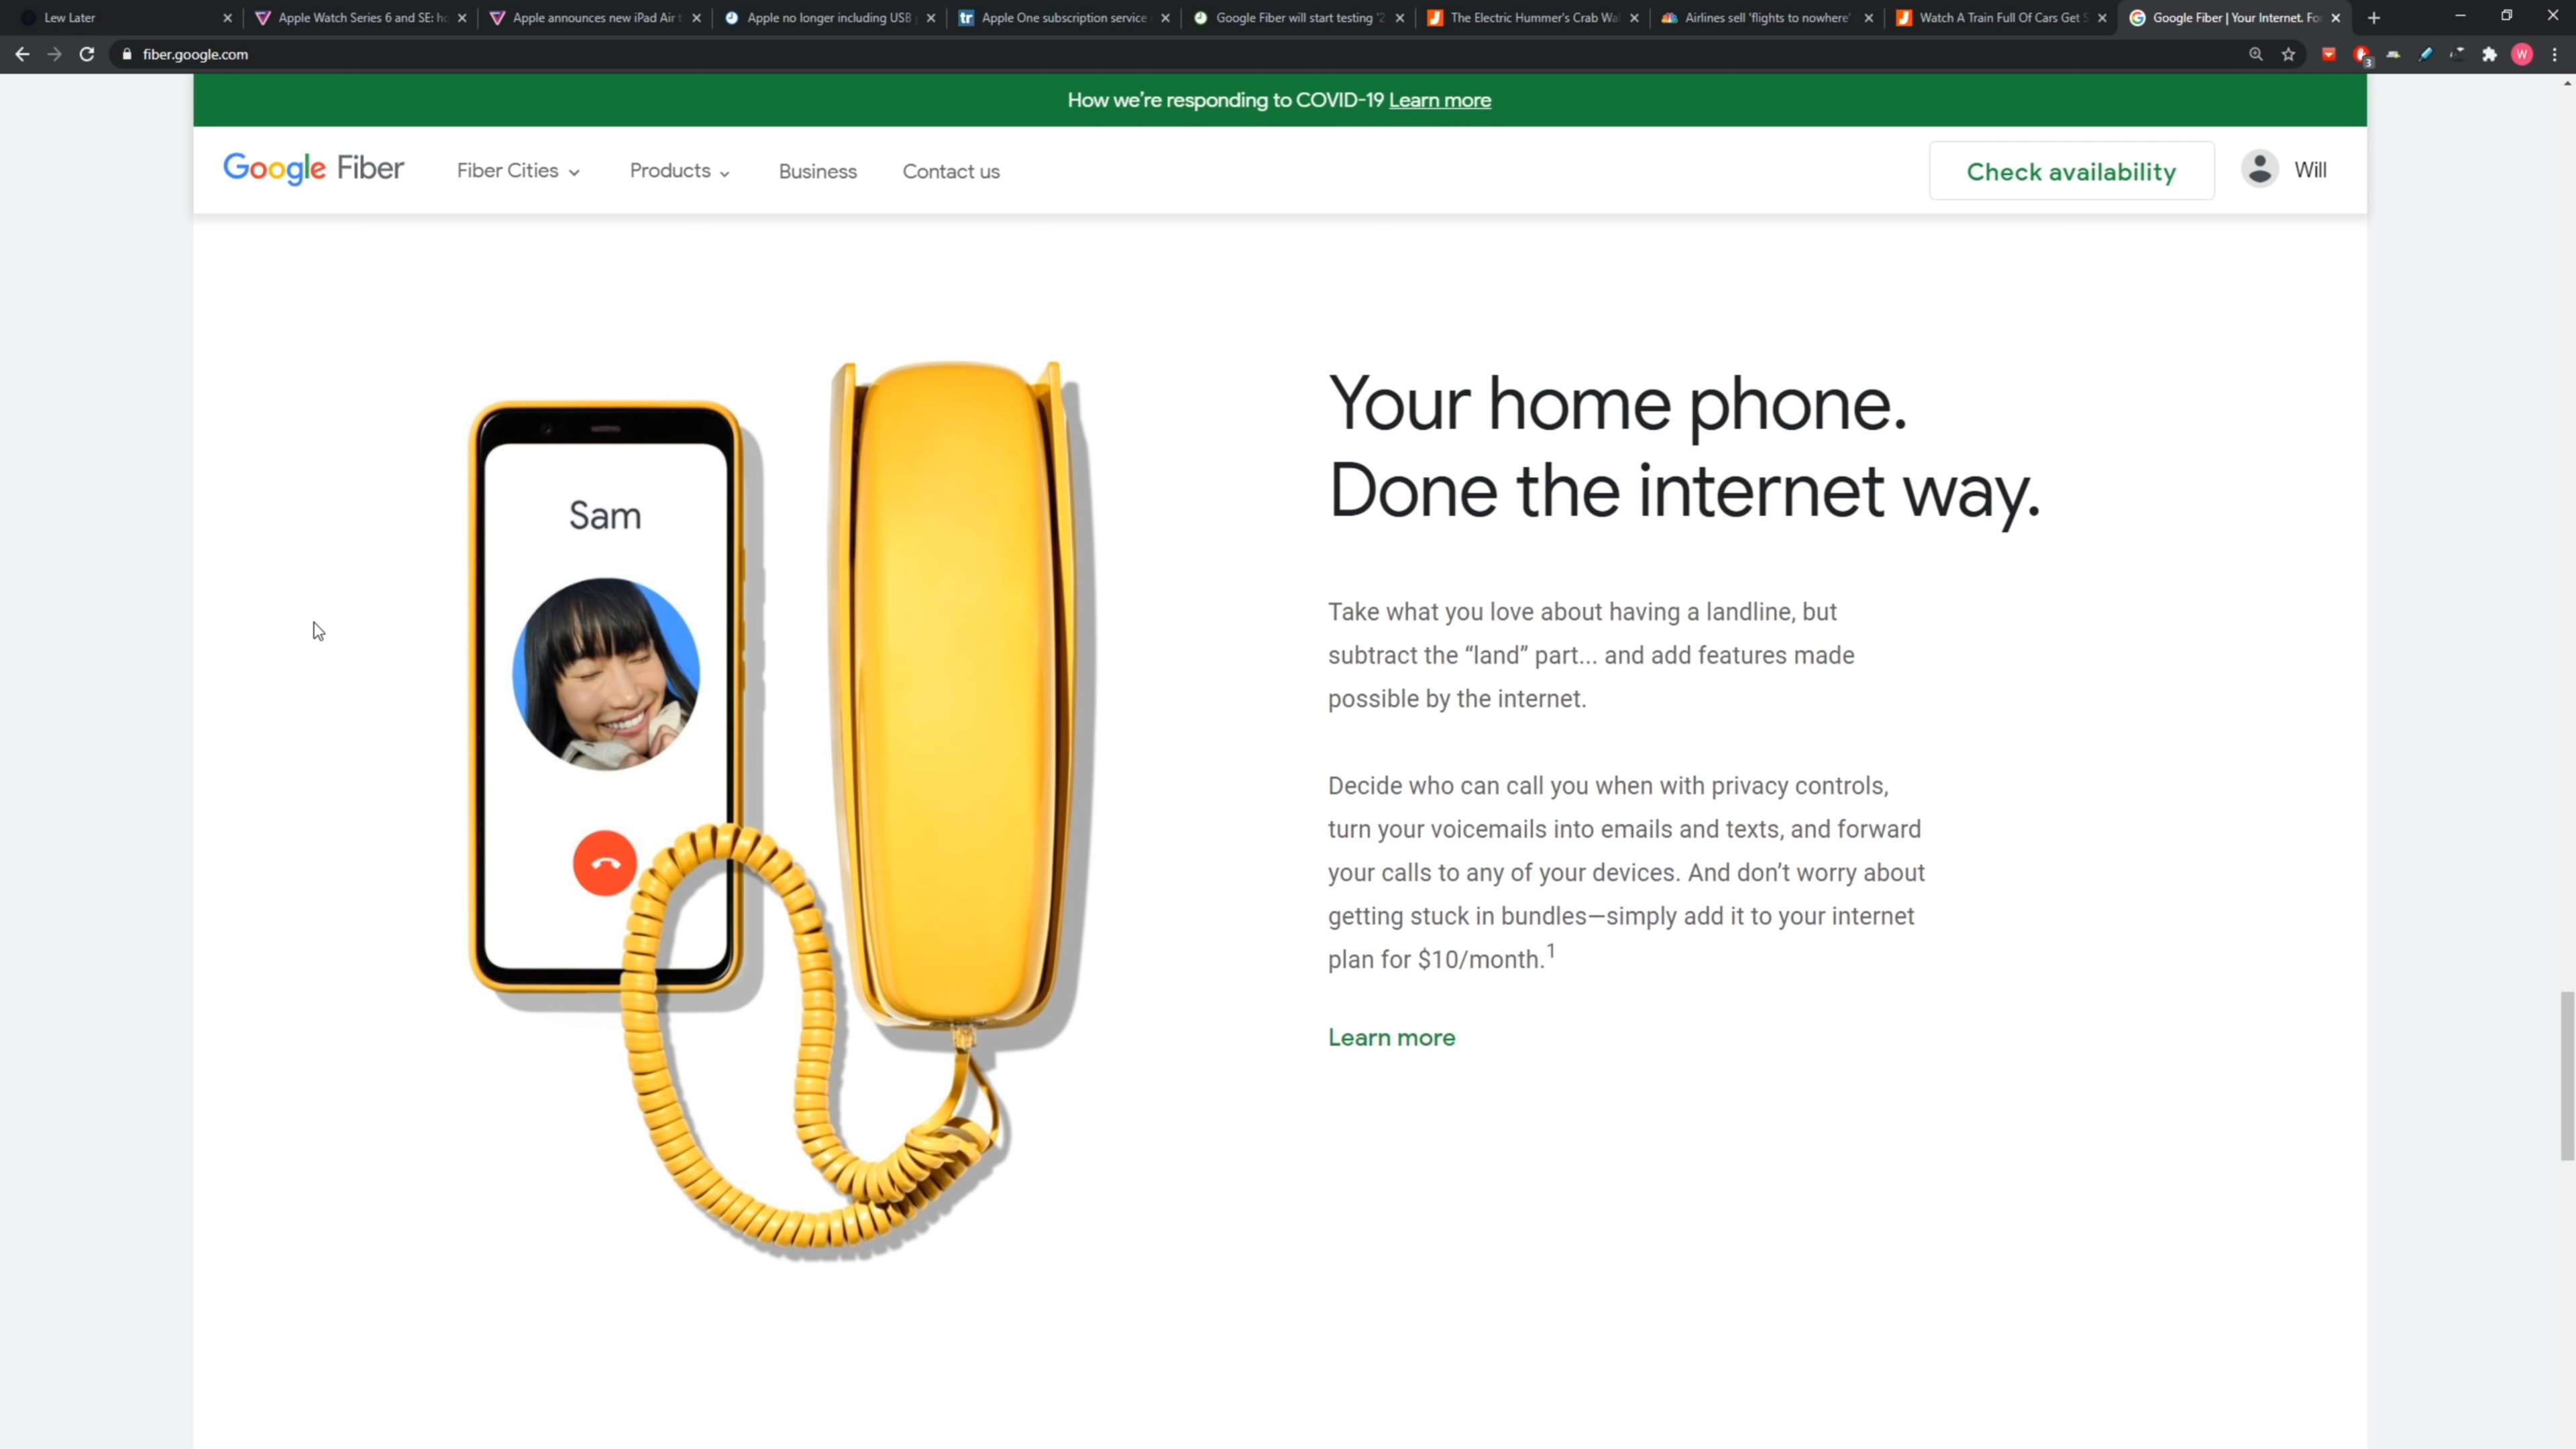 Lew Later
Apple Watch Series 6 and SE: ho
Apple announces new iPad Air
Apple no longer including USB
tr Apple One subscription service
Google Fiber will start testing '2
The Electric Hummer's Crab Wal
Airlines sell 'flights to nowhere'
Watch A Train Full Of Cars Get S
Google Fiber | Your Internet. Fo
fiber.google.com
3
W
How we're responding to COVID-19 Learn more
Google Fiber
Fiber Cities
Products
Business
Contact us
Check availability
Will
Sam
Your home phone.
Done the internet way.
Take what you love about having a landline, but
subtract the “land” part... and add features made
possible by the internet.
Decide who can call you when with privacy controls,
turn your voicemails into emails and texts, and forward
your calls to any of your devices. And don't worry about
getting stuck in bundles—simply add it to your internet
plan for $10/month.1
Learn more